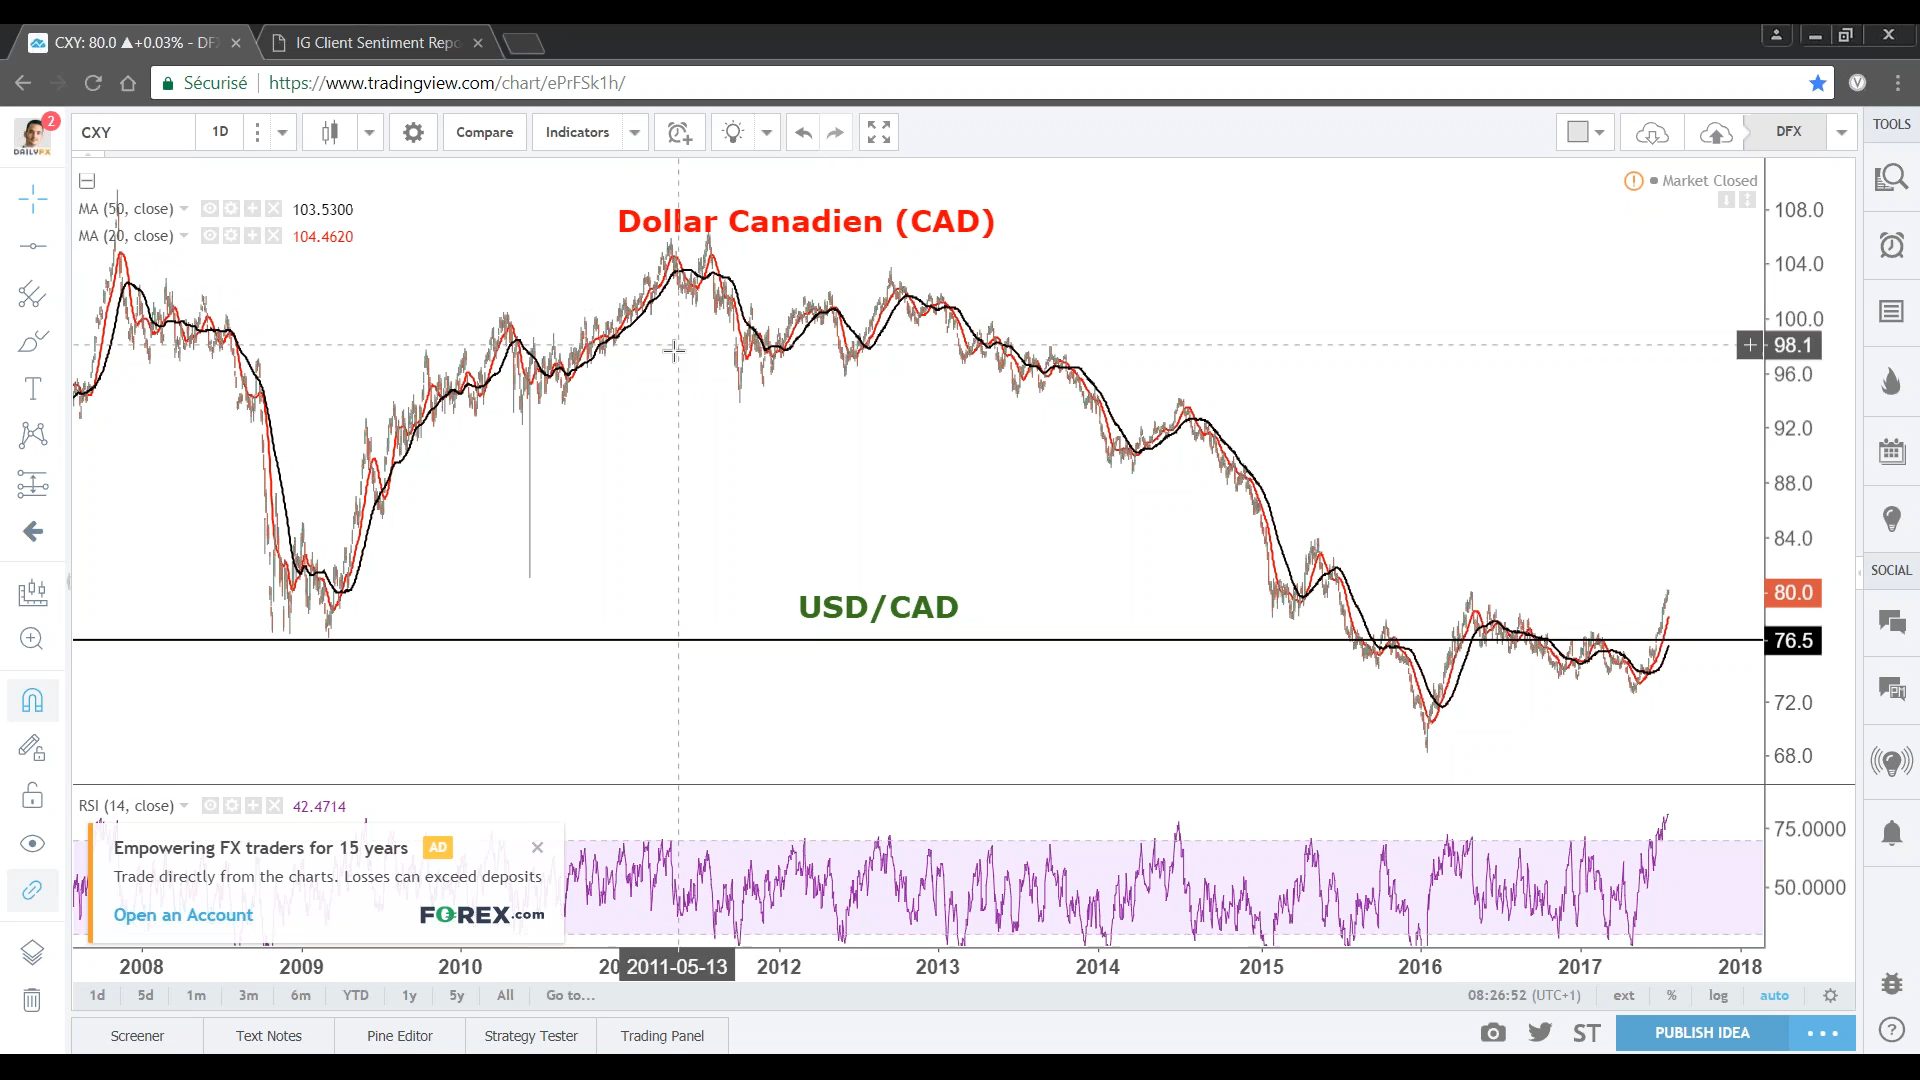 CXY: 80.0 ▲+0.03% - DF
IG Client Sentiment Repo
Sécurisé
https://www.tradingview.com/chart/ePrFSk1h/
2
DAILYFX
CXY
1D
Compare
Indicators
DFX
TOOLS
MA (50, close)
103.5300
MA (20, close)
104.4620
Dollar Canadien (CAD)
Market Closed
108.0
104.0
100.0
98.1
96.0
92.0
88.0
84.0
80.0
76.5
72.0
68.0
USD/CAD
SOCIAL
RSI (14, close)
42.4714
75.0000
50.0000
Empowering FX traders for 15 years
AD
Trade directly from the charts. Losses can exceed deposits
Open an Account
FOREX.com
2008
2009
2010
20
2011-05-13
2012
2013
2014
2015
2016
2017
2018
1d
5d
1m
3m
6m
YTD
1y
5y
All
Go to...
08:26:52 (UTC+1)
ext
%
log
auto
Screener
Text Notes
Pine Editor
Strategy Tester
Trading Panel
ST
PUBLISH IDEA